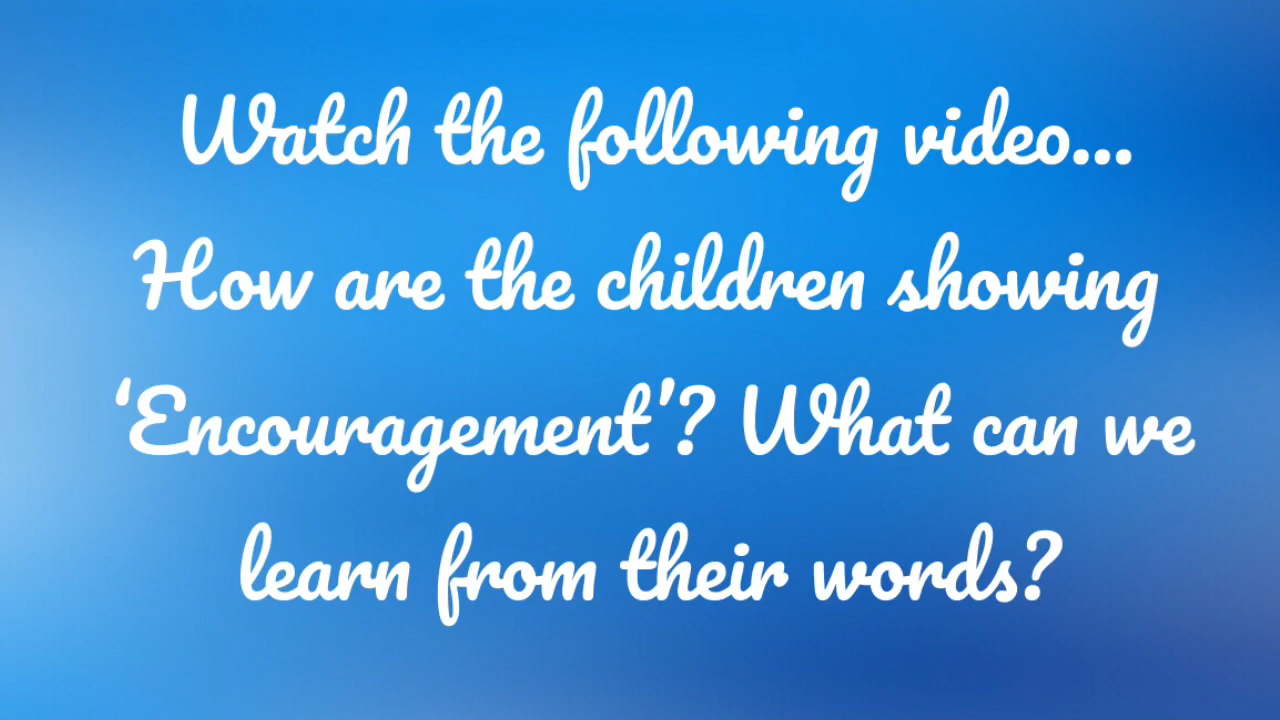 Watch the following video...
How are the children showing
‘Encouragement’? What can we
learn from their words?